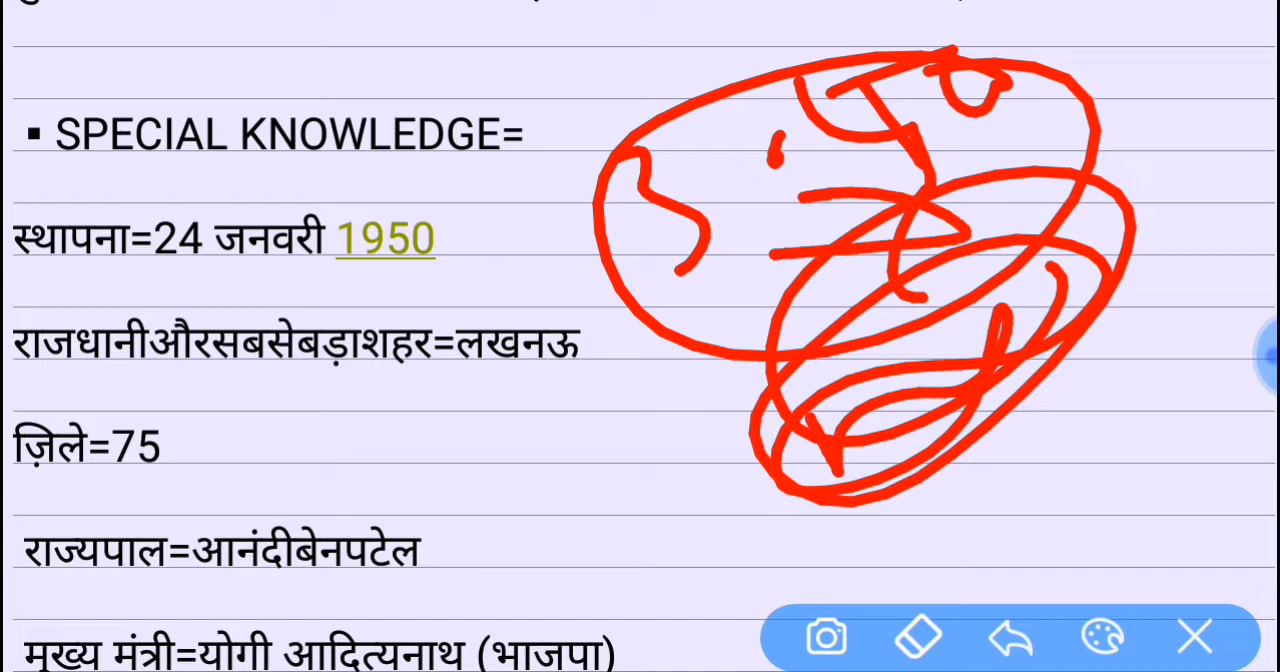 ▪ SPECIAL KNOWLEDGE=
स्थापना=24 जनवरी 1950
राजधानीऔरसबसेबड़ाशहर=लखनऊ
ज़िले=75
राज्यपाल=आनंदीबेनपटेल
मुख्य मंत्री=योगी आदित्यनाथ (भाजपा)